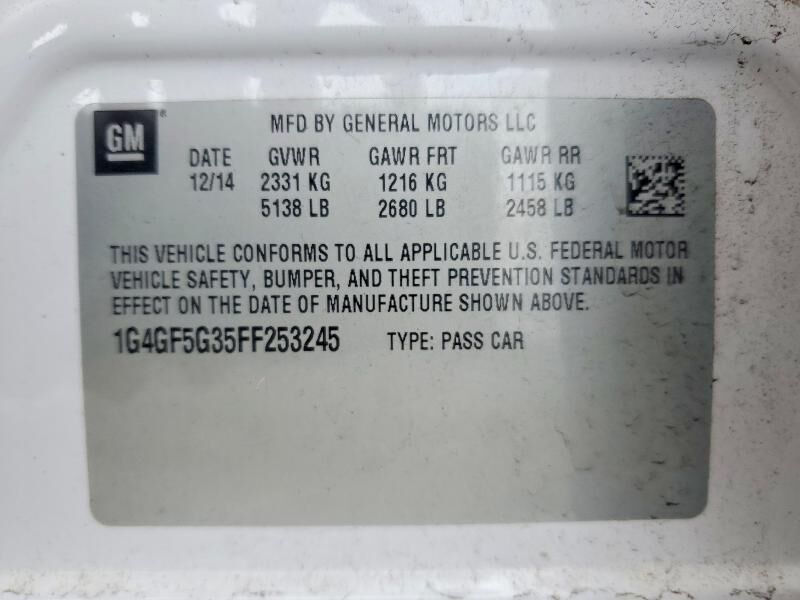 GM®
MFD BY GENERAL MOTORS LLC
DATE GVWR GAWR FRT GAWR RR
12/14 2331 KG 1216 KG 1115 KG
5138 LB 2680 LB 2458 LB
THIS VEHICLE CONFORMS TO ALL APPLICABLE U.S. FEDERAL MOTOR
VEHICLE SAFETY, BUMPER, AND THEFT PREVENTION STANDARDS IN
EFFECT ON THE DATE OF MANUFACTURE SHOWN ABOVE.
1G4GF5G35FF253245 TYPE: PASS CAR